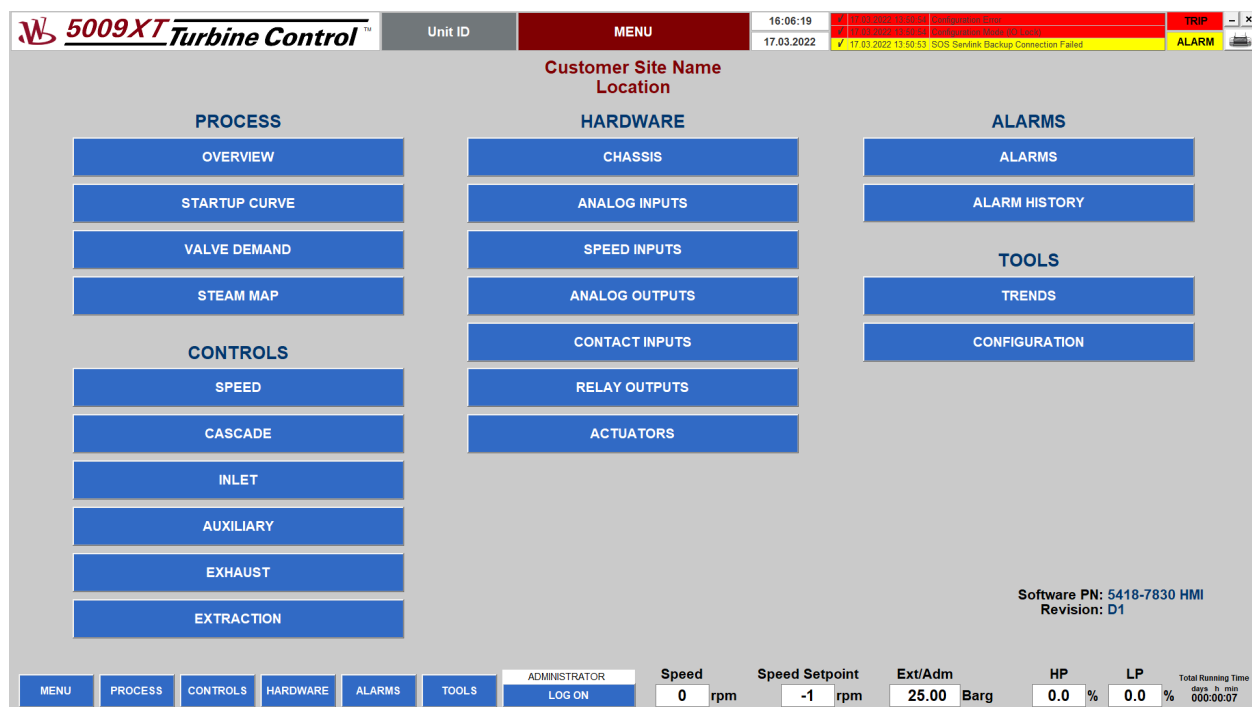 5009XT Turbine Control ™
Unit ID
MENU
16:06:19
17.03.2022
✓ 17.03.2022 13:50:54 Configuration Error
✓ 17.03.2022 13:50:54 Configuration Mode (IO Lock)
✓ 17.03.2022 13:50:53 SOS Servlink Backup Connection Failed
TRIP
ALARM
Customer Site Name
Location
PROCESS
OVERVIEW
STARTUP CURVE
VALVE DEMAND
STEAM MAP
CONTROLS
SPEED
CASCADE
INLET
AUXILIARY
EXHAUST
EXTRACTION
HARDWARE
CHASSIS
ANALOG INPUTS
SPEED INPUTS
ANALOG OUTPUTS
CONTACT INPUTS
RELAY OUTPUTS
ACTUATORS
ALARMS
ALARMS
ALARM HISTORY
TOOLS
TRENDS
CONFIGURATION
Software PN: 5418-7830 HMI
Revision: D1
MENU
PROCESS
CONTROLS
HARDWARE
ALARMS
TOOLS
ADMINISTRATOR
LOG ON
Speed
0 rpm
Speed Setpoint
-1 rpm
Ext/Adm
25.00 Barg
HP
0.0 %
LP
0.0 %
Total Running Time
days h min
000:00:07